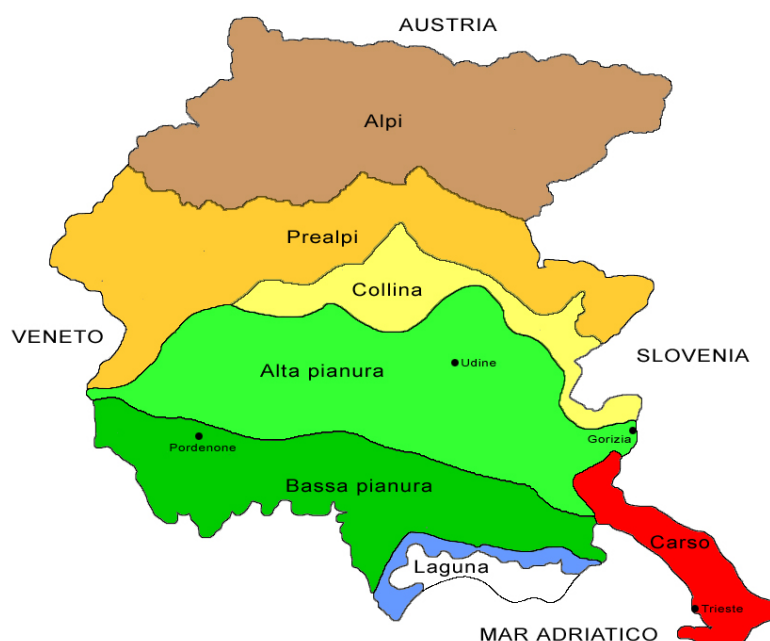 AUSTRIA
Alpi
Prealpi
Collina
VENETO
SLOVENIA
Alta pianura
Udine
Pordenone
Gorizia
Bassa pianura
Carso
Laguna
Trieste
MAR ADRIATICO